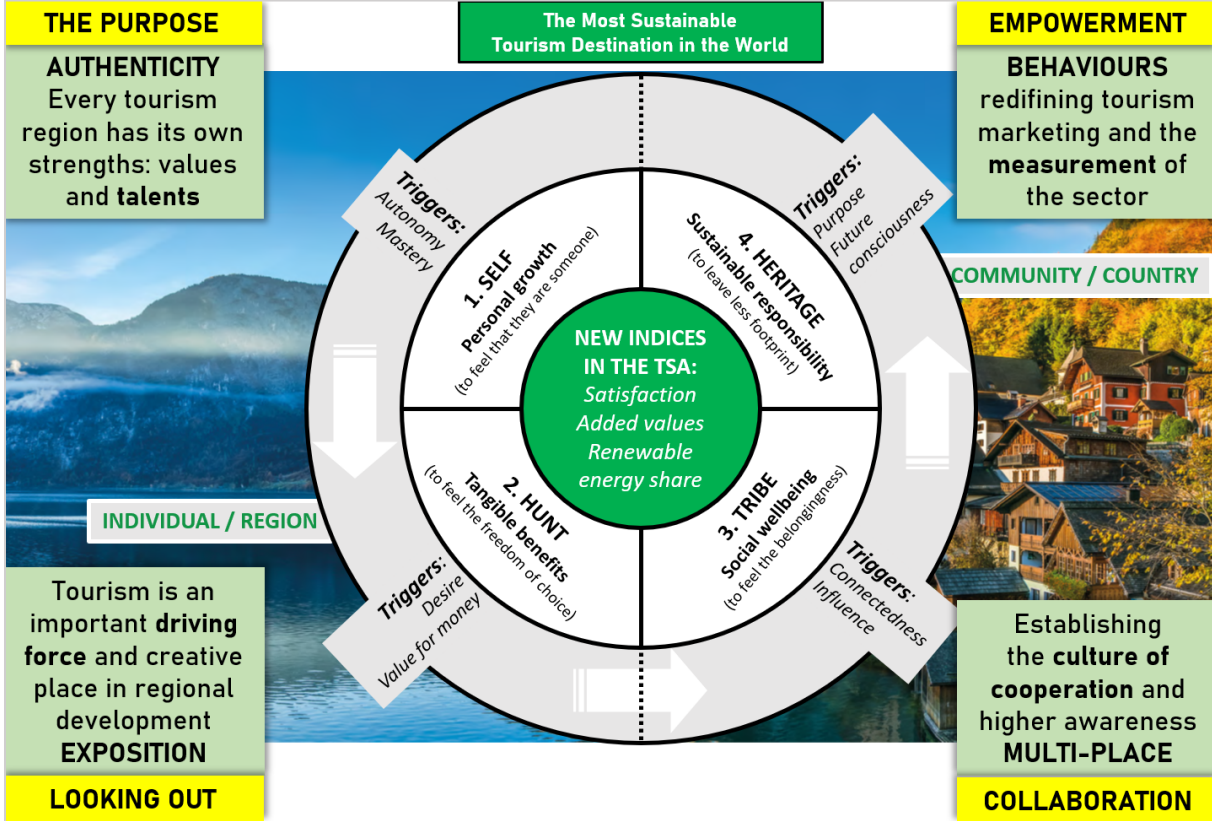 THE PURPOSE
AUTHENTICITY
Every tourism
region has its own
strengths: values
and talents
The Most Sustainable
Tourism Destination in the World
EMPOWERMENT
BEHAVIOURS
redifining tourism
marketing and the
measurement of
the sector
Triggers:
Autonomy
Mastery
1. SELF
Personal growth
(to feel that they are someone)
Triggers:
Purpose
Future
consciousness
4. HERITAGE
Sustainable responsibility
(to leave less footprint)
COMMUNITY / COUNTRY
NEW INDICES
IN THE TSA:
Satisfaction
Added values
Renewable
energy share
INDIVIDUAL / REGION
2. HUNT
Tangible benefits
(to feel the freedom of choice)
Triggers:
Desire
Value for money
3. TRIBE
Social wellbeing
(to feel the belongingness)
Triggers:
Connectedness
Influence
Tourism is an
important driving
force and creative
place in regional
development
EXPOSITION
LOOKING OUT
Establishing
the culture of
cooperation and
higher awareness
MULTI-PLACE
COLLABORATION